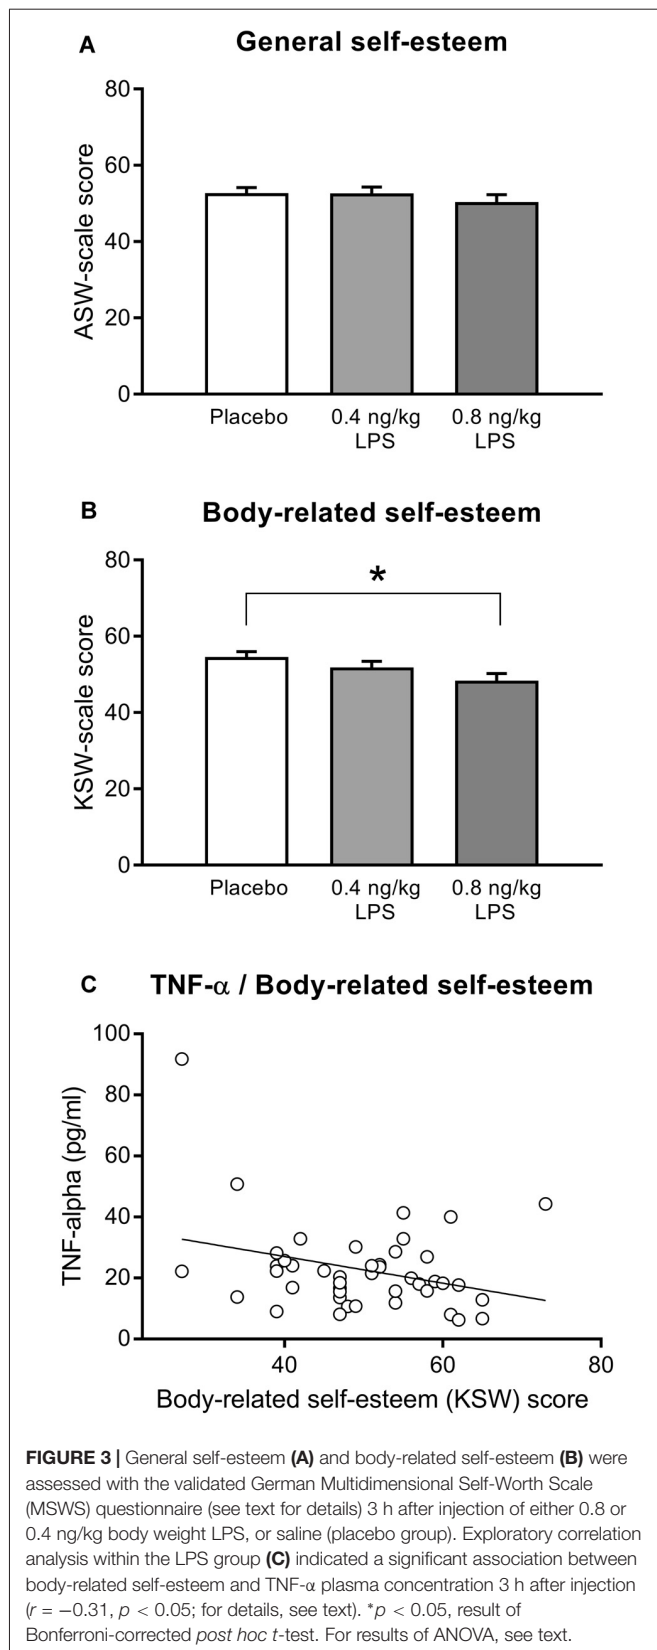 A
General self-esteem
80
60
40
20
0
ASW-scale score
Placebo
0.4 ng/kg
LPS
0.8 ng/kg
LPS
B
Body-related self-esteem
80
60
40
20
0
KSW-scale score
*
Placebo
0.4 ng/kg
LPS
0.8 ng/kg
LPS
C
TNF-α / Body-related self-esteem
100
80
60
40
20
0
TNF-alpha (pg/ml)
40
60
80
Body-related self-esteem (KSW) score
FIGURE 3 | General self-esteem (A) and body-related self-esteem (B) were
assessed with the validated German Multidimensional Self-Worth Scale
(MSWS) questionnaire (see text for details) 3 h after injection of either 0.8 or
0.4 ng/kg body weight LPS, or saline (placebo group). Exploratory correlation
analysis within the LPS group (C) indicated a significant association between
body-related self-esteem and TNF-α plasma concentration 3 h after injection
(r = −0.31, p < 0.05; for details, see text). *p < 0.05, result of
Bonferroni-corrected post hoc t-test. For results of ANOVA, see text.